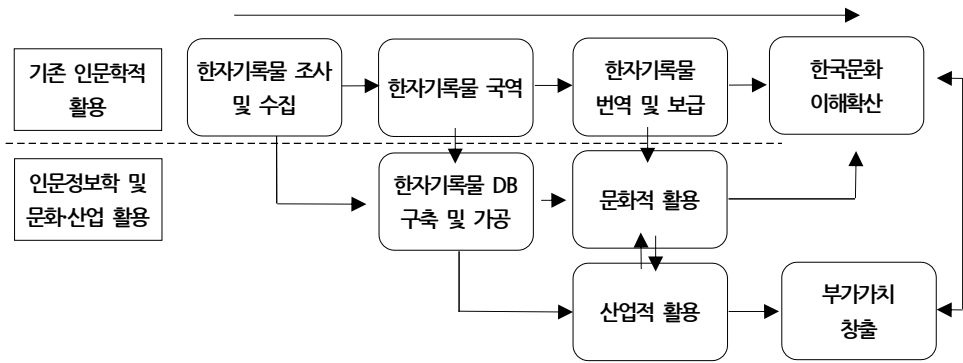 기존 인문학적
활용
한자기록물 조사
및 수집
한자기록물 국역
한자기록물
번역 및 보급
한국문화
이해확산
인문정보학 및
문화·산업 활용
한자기록물 DB
구축 및 가공
문화적 활용
산업적 활용
부가가치
창출